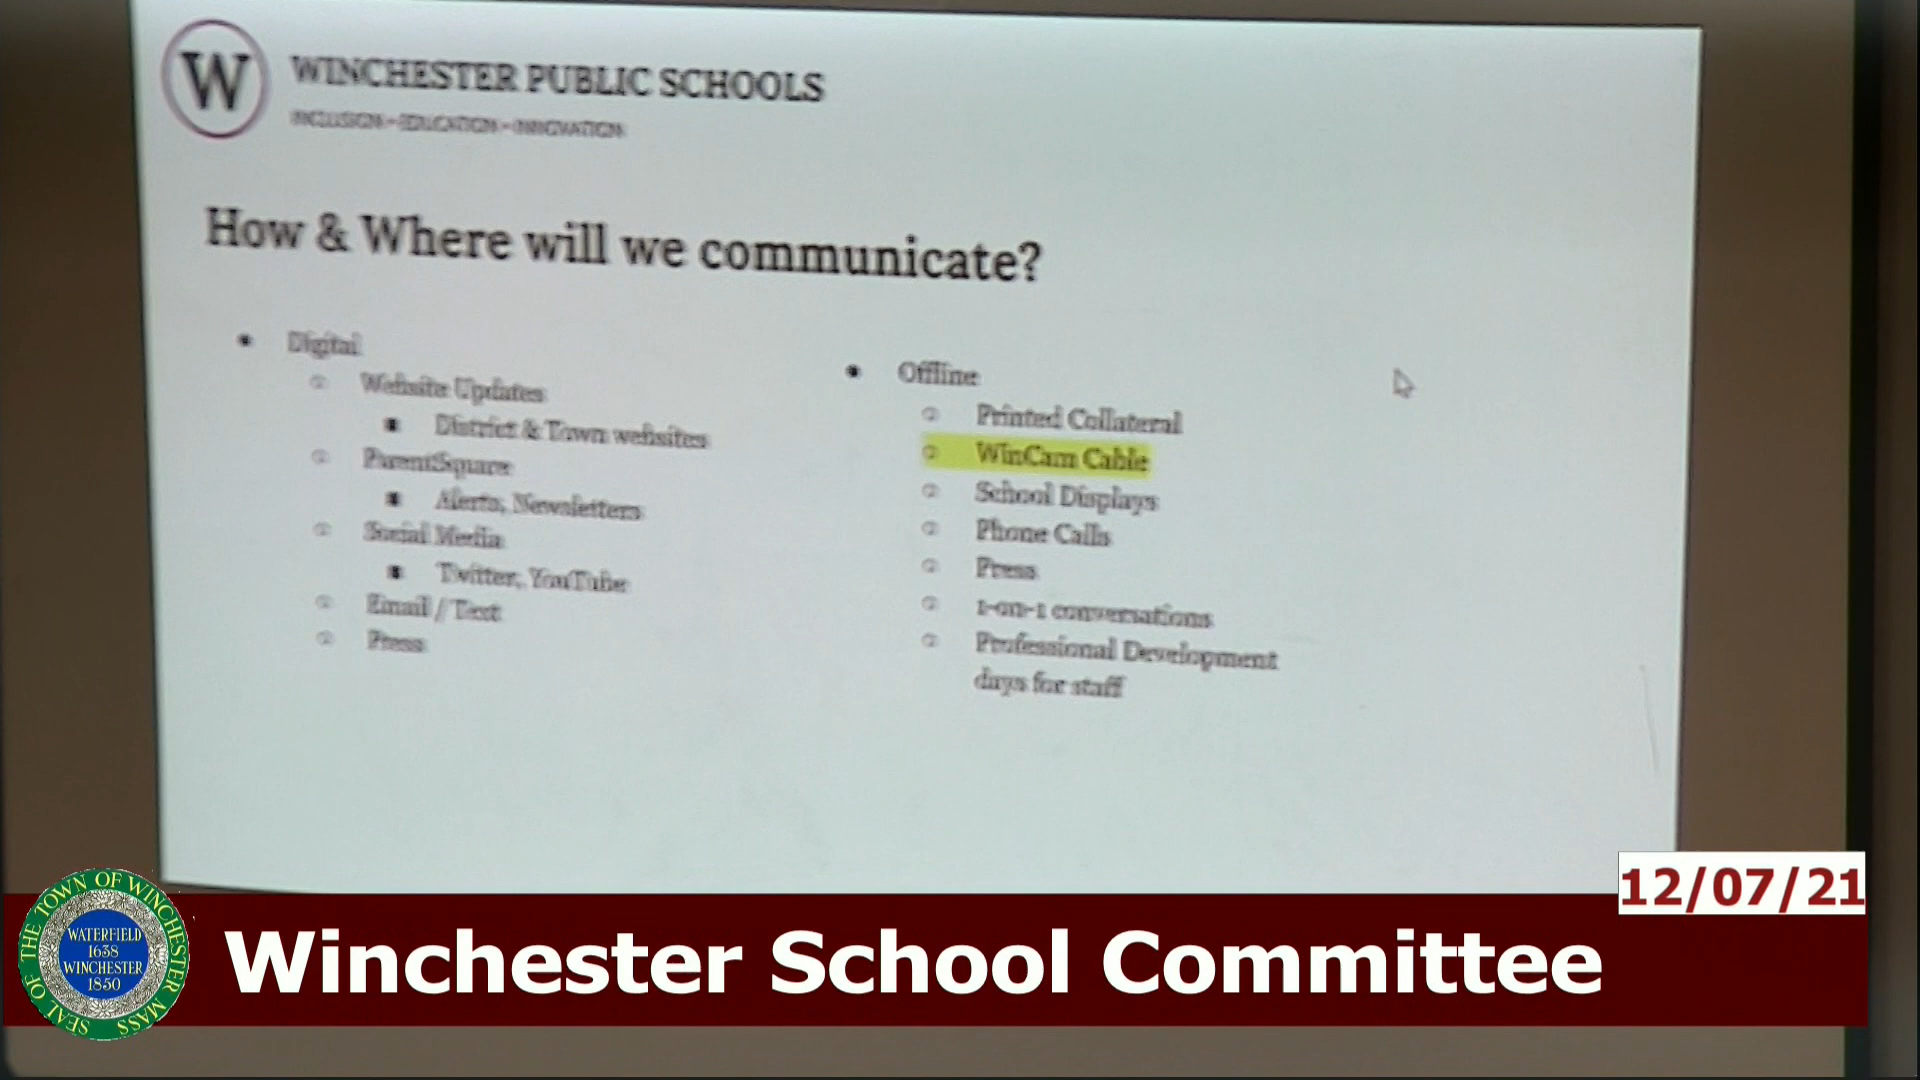 W
WINCHESTER PUBLIC SCHOOLS
INCLUSION - EDUCATION - INNOVATION
How & Where will we communicate?
Digital
Website Updates
District & Town websites
ParentSquare
Alerts, Newsletters
Social Media
Twitter, YouTube
Email / Text
Press
Offline
Printed Collateral
WinCam Cable
School Displays
Phone Calls
Press
1-on-1 conversations
Professional Development
days for staff
12/07/21
SEAL OF THE TOWN OF WINCHESTER MASS
WATERFIELD
1638
WINCHESTER
1850
Winchester School Committee